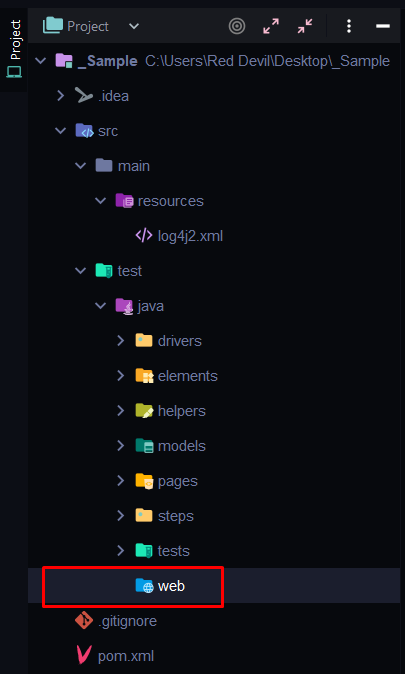 Project
Project
_Sample C:\Users\Red Devil\Desktop\_Sample
.idea
src
main
resources
log4j2.xml
test
java
drivers
elements
helpers
models
pages
steps
tests
web
.gitignore
pom.xml